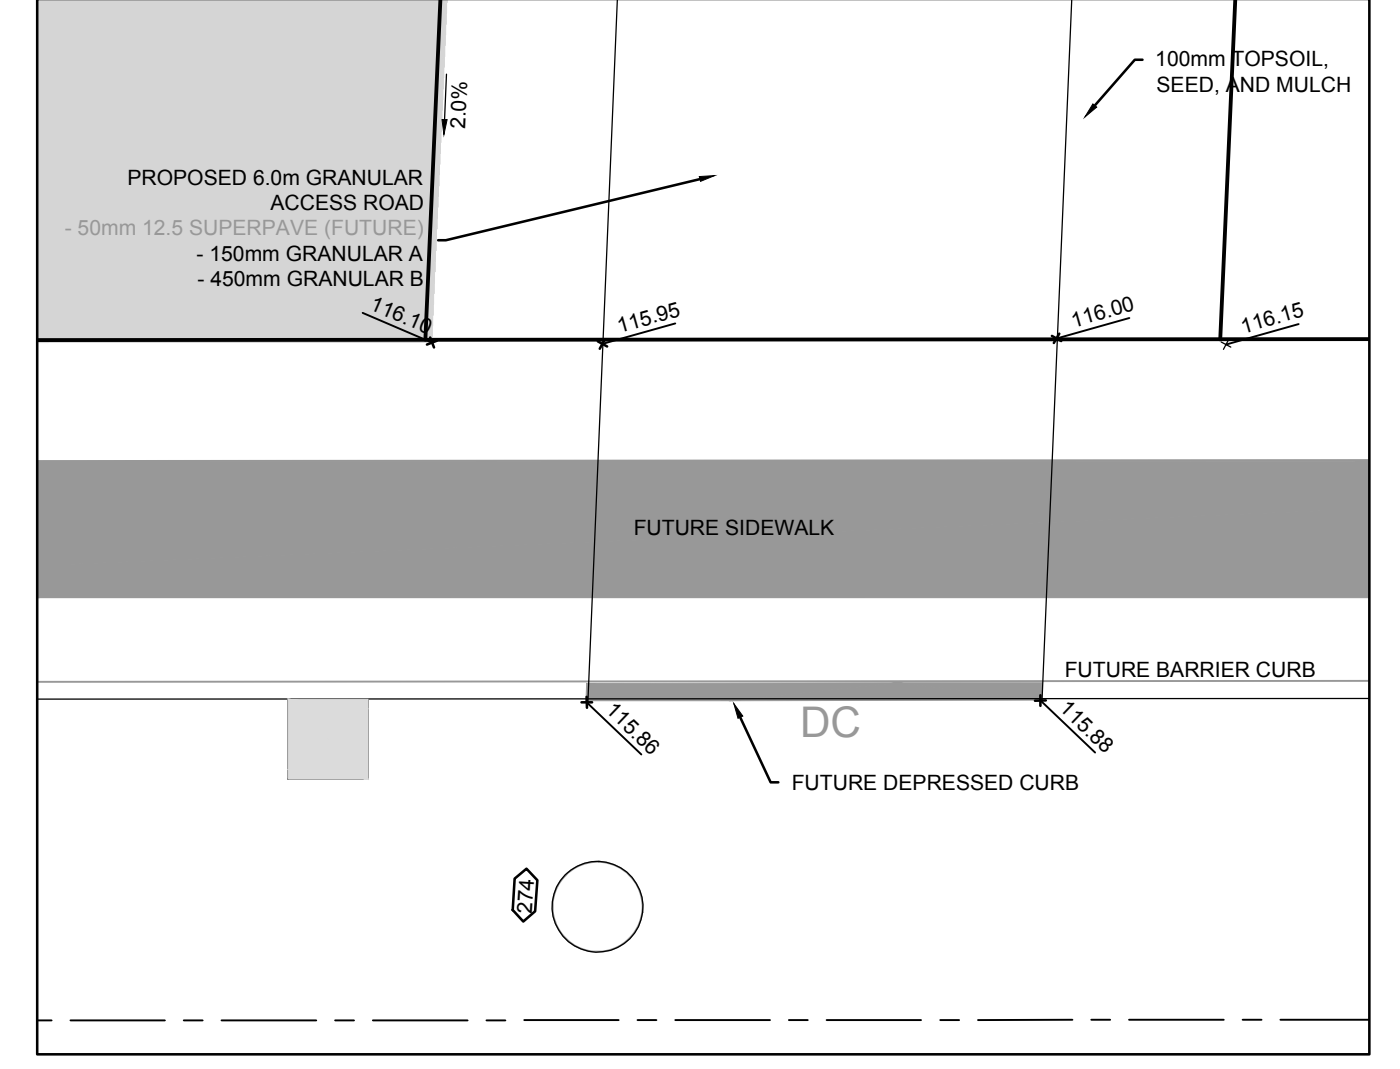 100mm TOPSOIL,
SEED, AND MULCH
2.0%
PROPOSED 6.0m GRANULAR
ACCESS ROAD
- 50mm 12.5 SUPERPAVE (FUTURE)
- 150mm GRANULAR A
- 450mm GRANULAR B
116.10
115.95
116.00
116.15
FUTURE SIDEWALK
FUTURE BARRIER CURB
115.86
DC
115.88
FUTURE DEPRESSED CURB
274